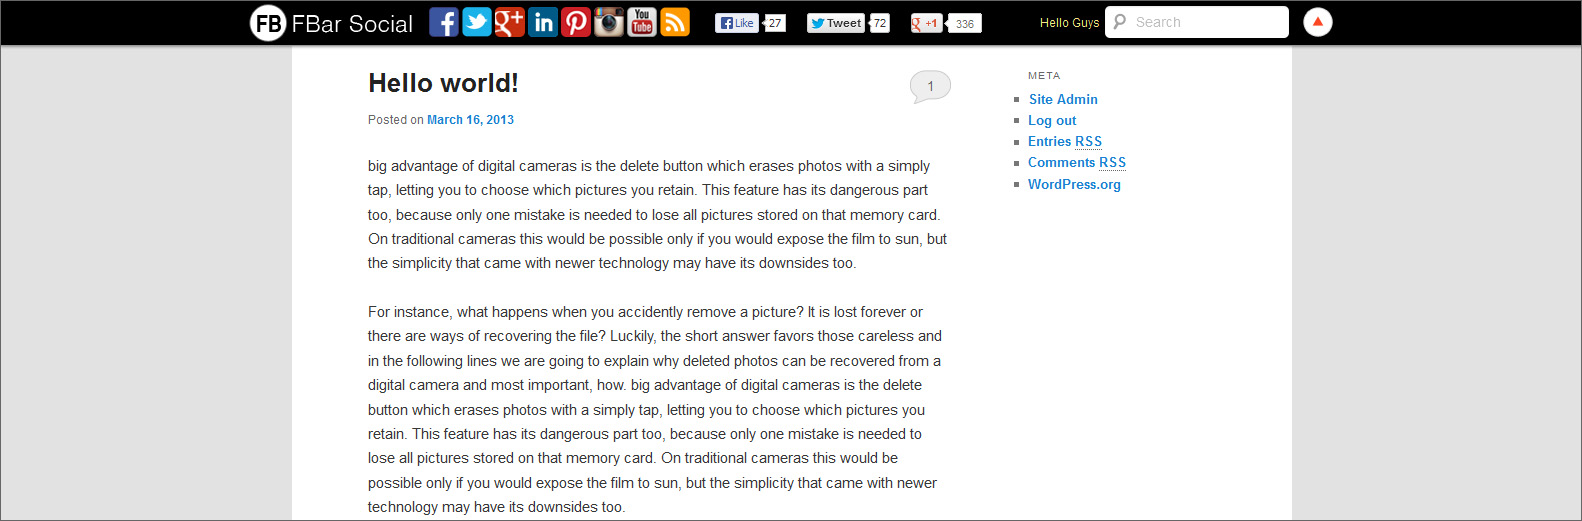 FB FBar Social f g+ in You Tube Like 27 Tweet 72 g +1 336 Hello Guys Search
Hello world!
1
Posted on March 16, 2013
big advantage of digital cameras is the delete button which erases photos with a simply
tap, letting you to choose which pictures you retain. This feature has its dangerous part
too, because only one mistake is needed to lose all pictures stored on that memory card.
On traditional cameras this would be possible only if you would expose the film to sun, but
the simplicity that came with newer technology may have its downsides too.
For instance, what happens when you accidently remove a picture? It is lost forever or
there are ways of recovering the file? Luckily, the short answer favors those careless and
in the following lines we are going to explain why deleted photos can be recovered from a
digital camera and most important, how. big advantage of digital cameras is the delete
button which erases photos with a simply tap, letting you to choose which pictures you
retain. This feature has its dangerous part too, because only one mistake is needed to
lose all pictures stored on that memory card. On traditional cameras this would be
possible only if you would expose the film to sun, but the simplicity that came with newer
technology may have its downsides too.
META
Site Admin
Log out
Entries RSS
Comments RSS
WordPress.org